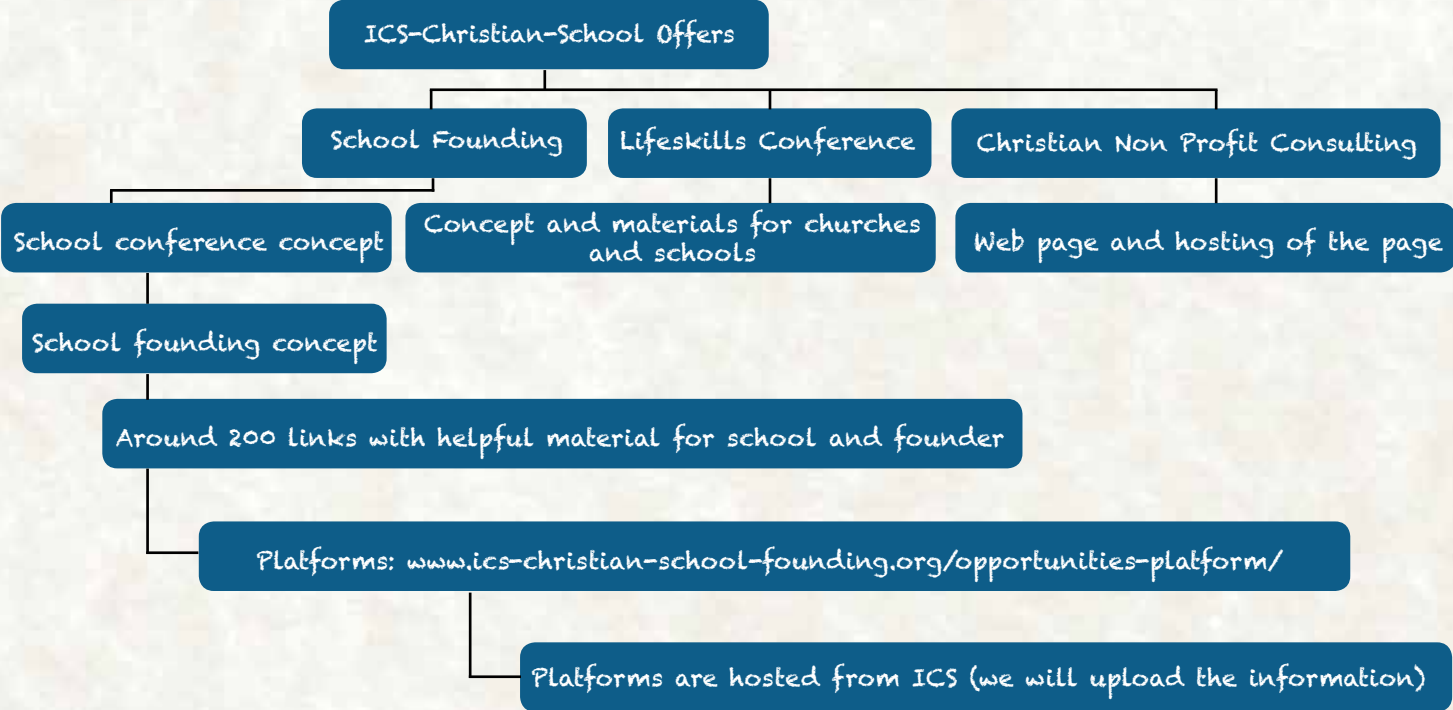 ICS-Christian-School Offers
School Founding
Lifeskills Conference
Christian Non Profit Consulting
School conference concept
Concept and materials for churches
and schools
Web page and hosting of the page
School founding concept
Around 200 links with helpful material for school and founder
Platforms: www.ics-christian-school-founding.org/opportunities-platform/
Platforms are hosted from ICS (we will upload the information)